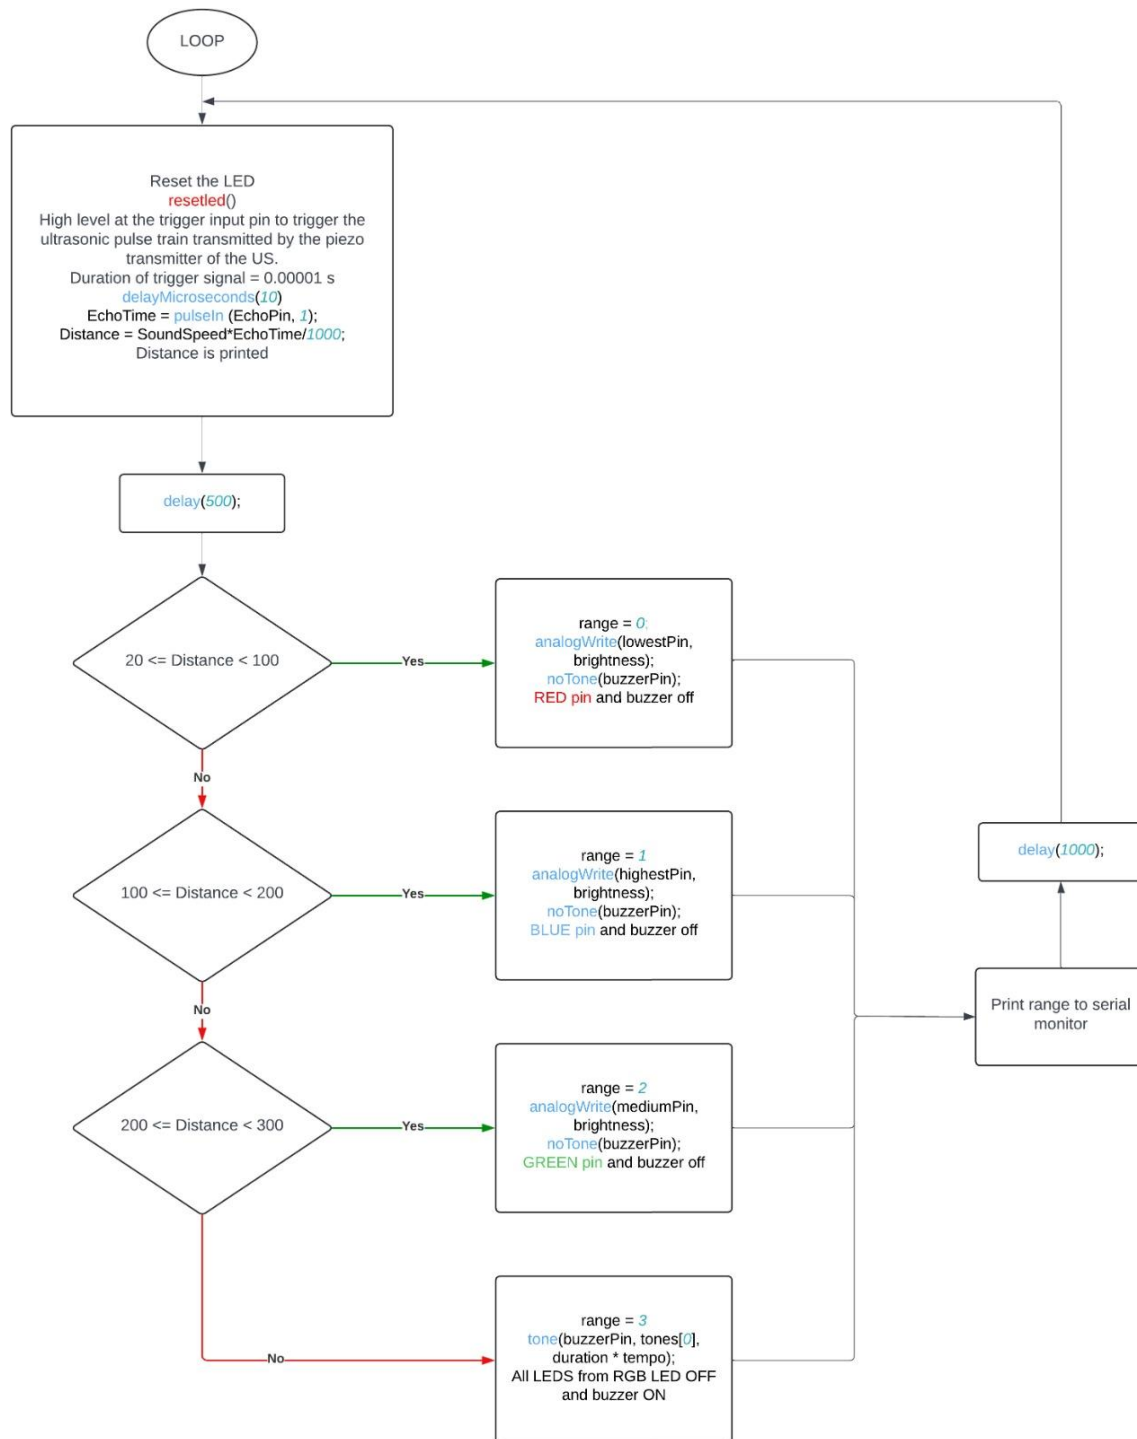 LOOP
Reset the LED
resetled()
High level at the trigger input pin to trigger the
ultrasonic pulse train transmitted by the piezo
transmitter of the US.
Duration of trigger signal = 0.00001 s
delayMicroseconds(10)
EchoTime = pulseIn (EchoPin, 1);
Distance = SoundSpeed*EchoTime/1000;
Distance is printed
delay(500);
20 <= Distance < 100
Yes
range = 0;
analogWrite(lowestPin,
brightness);
noTone(buzzerPin);
RED pin and buzzer off
No
100 <= Distance < 200
Yes
range = 1
analogWrite(highestPin,
brightness);
noTone(buzzerPin);
BLUE pin and buzzer off
delay(1000);
No
Print range to serial
monitor
200 <= Distance < 300
Yes
range = 2
analogWrite(mediumPin,
brightness);
noTone(buzzerPin);
GREEN pin and buzzer off
No
range = 3
tone(buzzerPin, tones[0],
duration * tempo);
All LEDS from RGB LED OFF
and buzzer ON